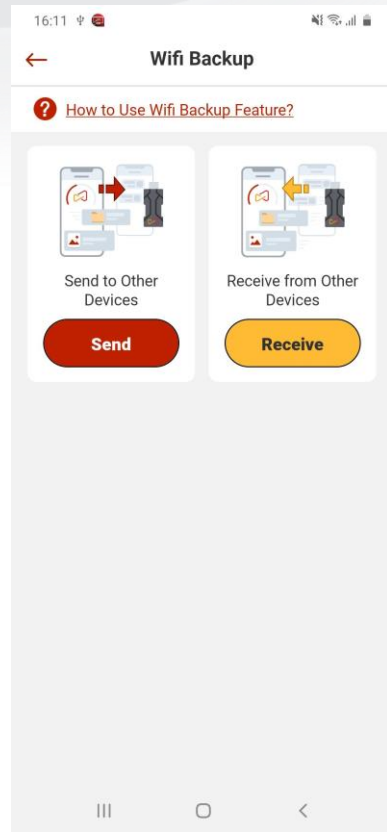 16:11
Wifi Backup
How to Use Wifi Backup Feature?
Send to Other
Devices
Send
Receive from Other
Devices
Receive